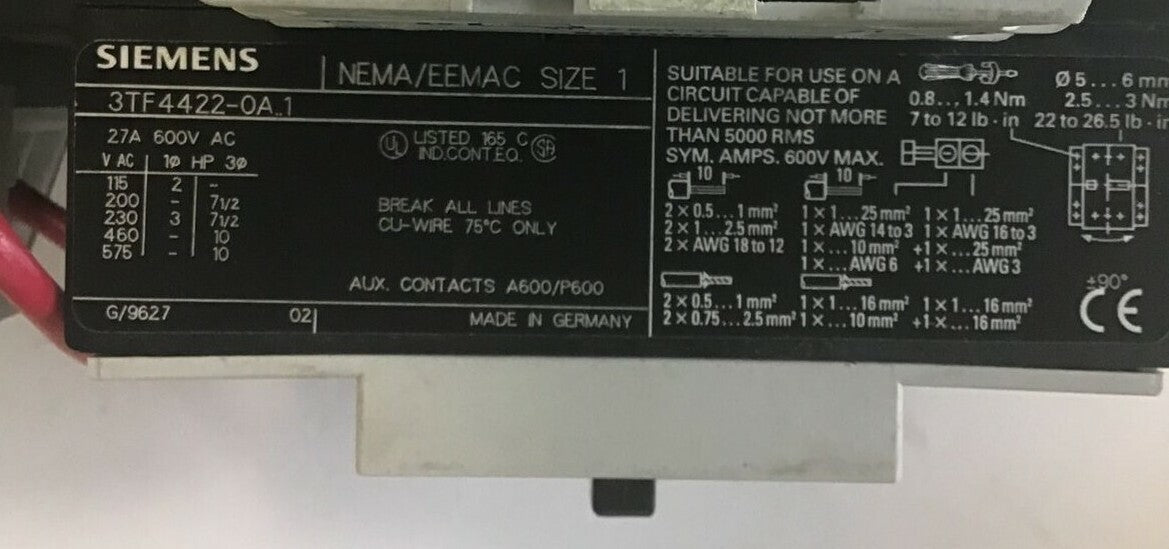 SIEMENS
NEMA/EEMAC SIZE 1
3TF4422-0A..1
27A 600V AC
V AC 1ø HP 3ø
115 2 -
200 - 7 1/2
230 3 7 1/2
460 - 10
575 - 10
UL LISTED 165 C SA
IND.CONT.EQ.
BREAK ALL LINES
CU-WIRE 75°C ONLY
AUX. CONTACTS A600/P600
G/9627 02 MADE IN GERMANY
SUITABLE FOR USE ON A
CIRCUIT CAPABLE OF
DELIVERING NOT MORE
THAN 5000 RMS
SYM. AMPS. 600V MAX.
Ø 5...6 mm
0.8...1.4 Nm 2.5...3 Nm
7 to 12 lb·in 22 to 26.5 lb·in
10 10
2 × 0.5...1 mm² 1 × 1...25 mm² 1 × 1...25 mm²
2 × 1...2.5 mm² 1 × AWG 14 to 3 1 × AWG 16 to 3
2 × AWG 18 to 12 1 × ...10 mm² +1 × ...25 mm²
1 × ...AWG 6 +1 × ...AWG 3
2 × 0.5...1 mm² 1 × 1...16 mm² 1 × 1...16 mm²
2 × 0.75...2.5 mm² 1 × ...10 mm² +1 × ...16 mm²
±90°
CE